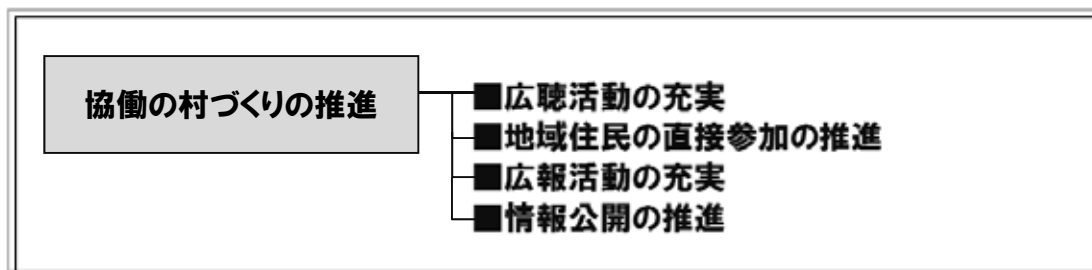 協働の村づくりの推進
■広聴活動の充実
■地域住民の直接参加の推進
■広報活動の充実
■情報公開の推進